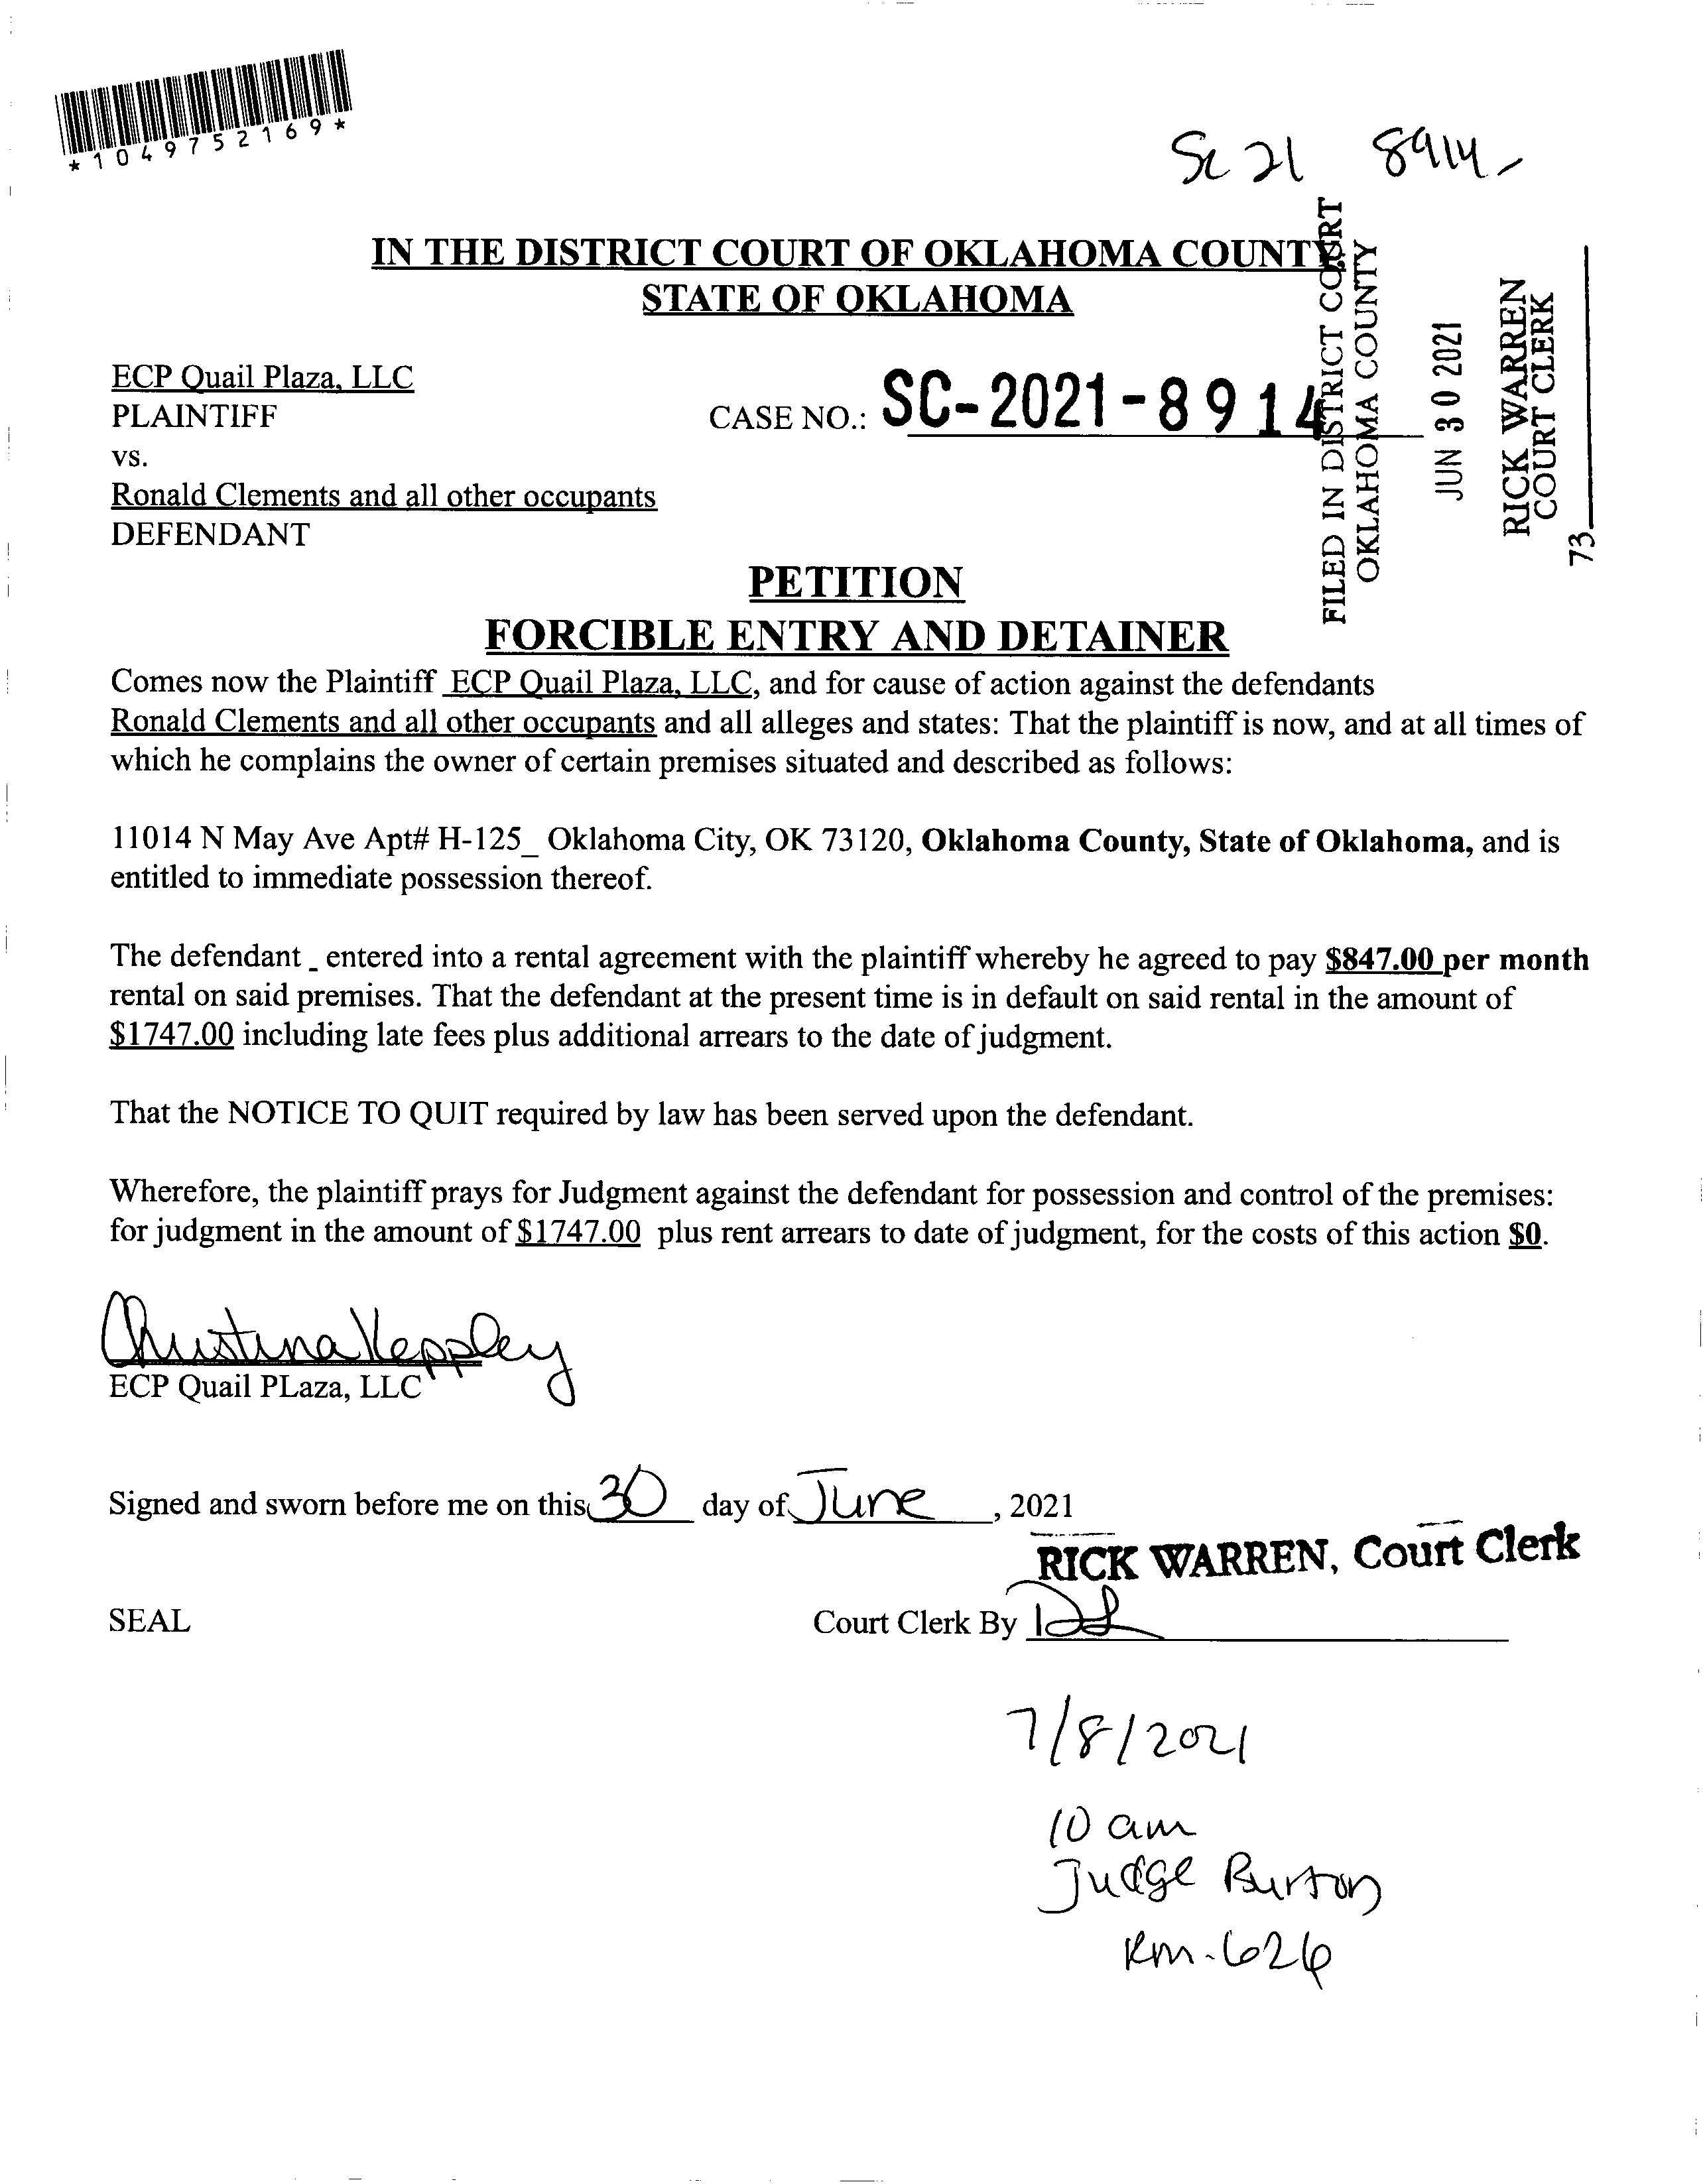 *1049752169*
SC 21 8914
IN THE DISTRICT COURT OF OKLAHOMA COUNTY
STATE OF OKLAHOMA
FILED IN DISTRICT COURT
OKLAHOMA COUNTY
JUN 30 2021
RICK WARREN
COURT CLERK
73
ECP Quail Plaza, LLC
PLAINTIFF
CASE NO.: SC-2021-8914
vs.
Ronald Clements and all other occupants
DEFENDANT
PETITION
FORCIBLE ENTRY AND DETAINER
Comes now the Plaintiff ECP Quail Plaza, LLC, and for cause of action against the defendants
Ronald Clements and all other occupants and all alleges and states: That the plaintiff is now, and at all times of
which he complains the owner of certain premises situated and described as follows:
11014 N May Ave Apt# H-125_ Oklahoma City, OK 73120, Oklahoma County, State of Oklahoma, and is
entitled to immediate possession thereof.
The defendant _ entered into a rental agreement with the plaintiff whereby he agreed to pay $847.00 per month
rental on said premises. That the defendant at the present time is in default on said rental in the amount of
$1747.00 including late fees plus additional arrears to the date of judgment.
That the NOTICE TO QUIT required by law has been served upon the defendant.
Wherefore, the plaintiff prays for Judgment against the defendant for possession and control of the premises:
for judgment in the amount of $1747.00 plus rent arrears to date of judgment, for the costs of this action $0.
Christina Keppley
ECP Quail PLaza, LLC
Signed and sworn before me on this 30 day of June, 2021
RICK WARREN, Court Clerk
SEAL
Court Clerk By
7/8/2021
10 am
Judge Burton
Rm-626